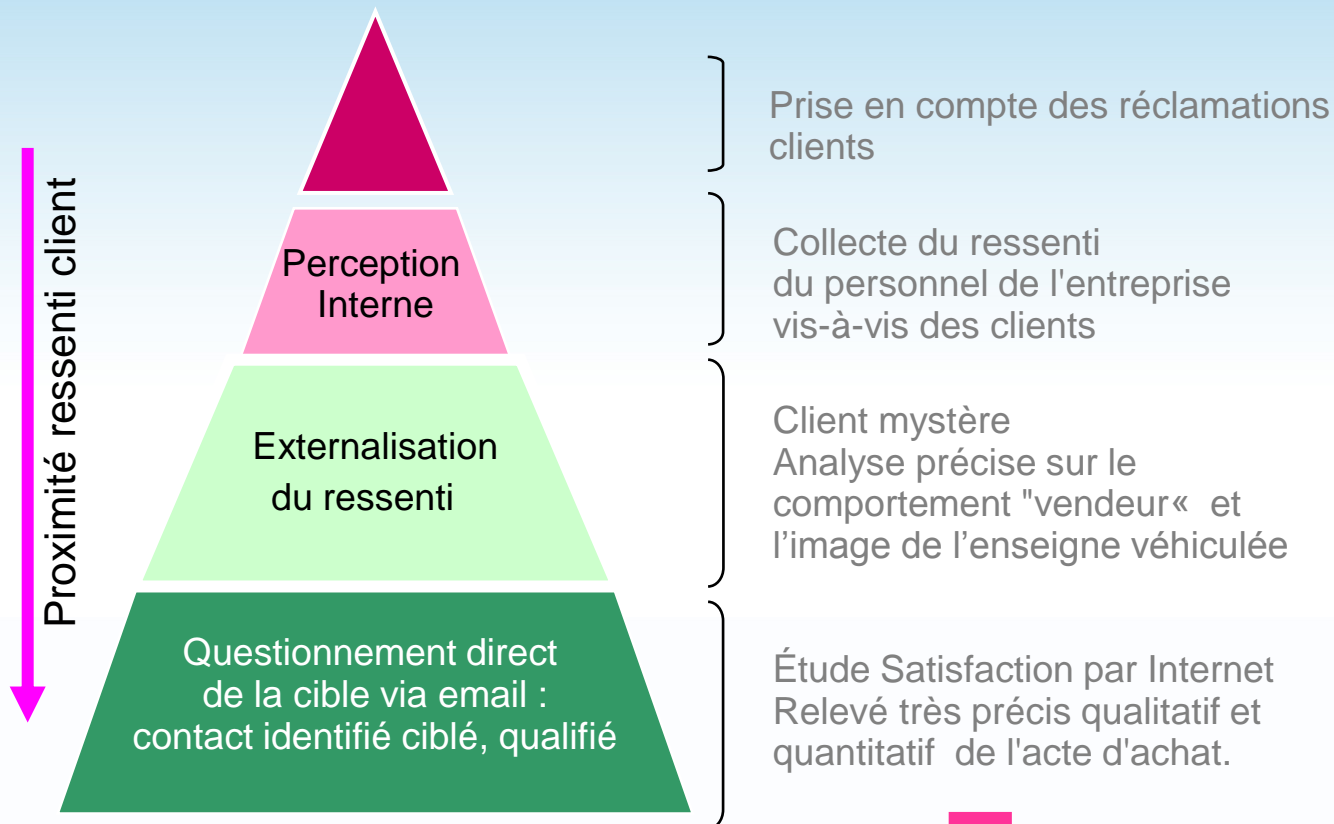 Proximité ressenti client
Prise en compte des réclamations
clients
Perception
Interne
Collecte du ressenti
du personnel de l'entreprise
vis-à-vis des clients
Externalisation
du ressenti
Client mystère
Analyse précise sur le
comportement "vendeur«  et
l’image de l’enseigne véhiculée
Questionnement direct
de la cible via email :
contact identifié ciblé, qualifié
Étude Satisfaction par Internet
Relevé très précis qualitatif et
quantitatif  de l'acte d'achat.